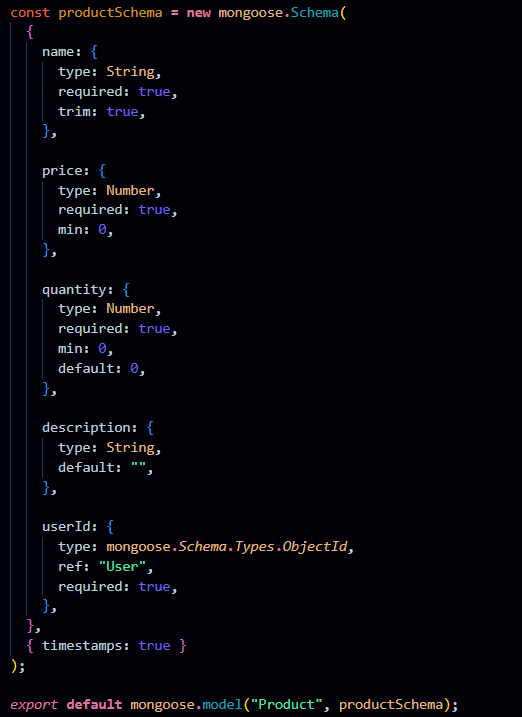 const productSchema = new mongoose.Schema(
  {
    name: {
      type: String,
      required: true,
      trim: true,
    },

    price: {
      type: Number,
      required: true,
      min: 0,
    },

    quantity: {
      type: Number,
      required: true,
      min: 0,
      default: 0,
    },

    description: {
      type: String,
      default: "",
    },

    userId: {
      type: mongoose.Schema.Types.ObjectId,
      ref: "User",
      required: true,
    },
  },
  { timestamps: true }
);

export default mongoose.model("Product", productSchema);